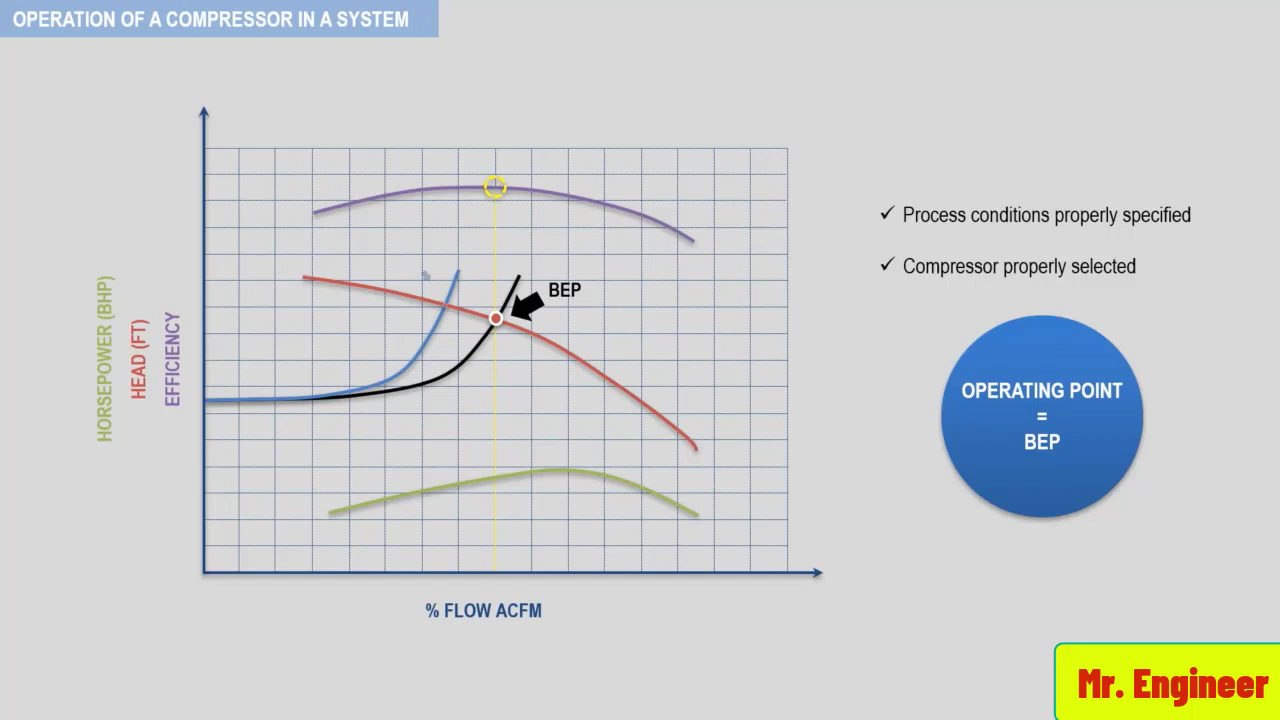 OPERATION OF A COMPRESSOR IN A SYSTEM
HORSEPOWER (BHP)
HEAD (FT)
EFFICIENCY
BEP
% FLOW ACFM
✓ Process conditions properly specified
✓ Compressor properly selected
OPERATING POINT
=
BEP
Mr. Engineer